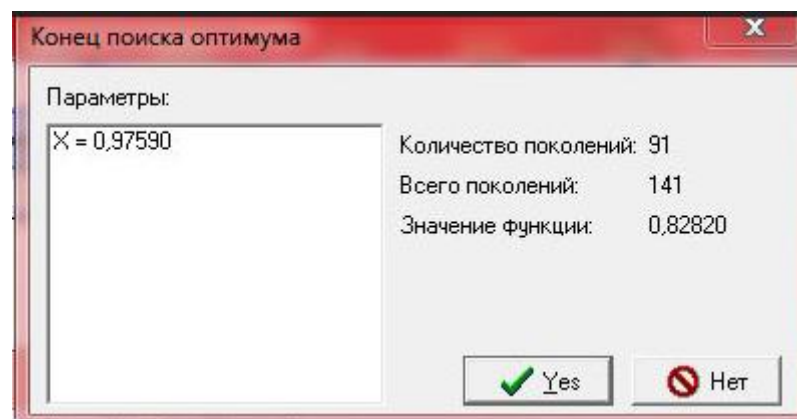 Конец поиска оптимума
Параметры:
X = 0,97590
Количество поколений: 91
Всего поколений: 141
Значение функции: 0,82820
Yes Нет